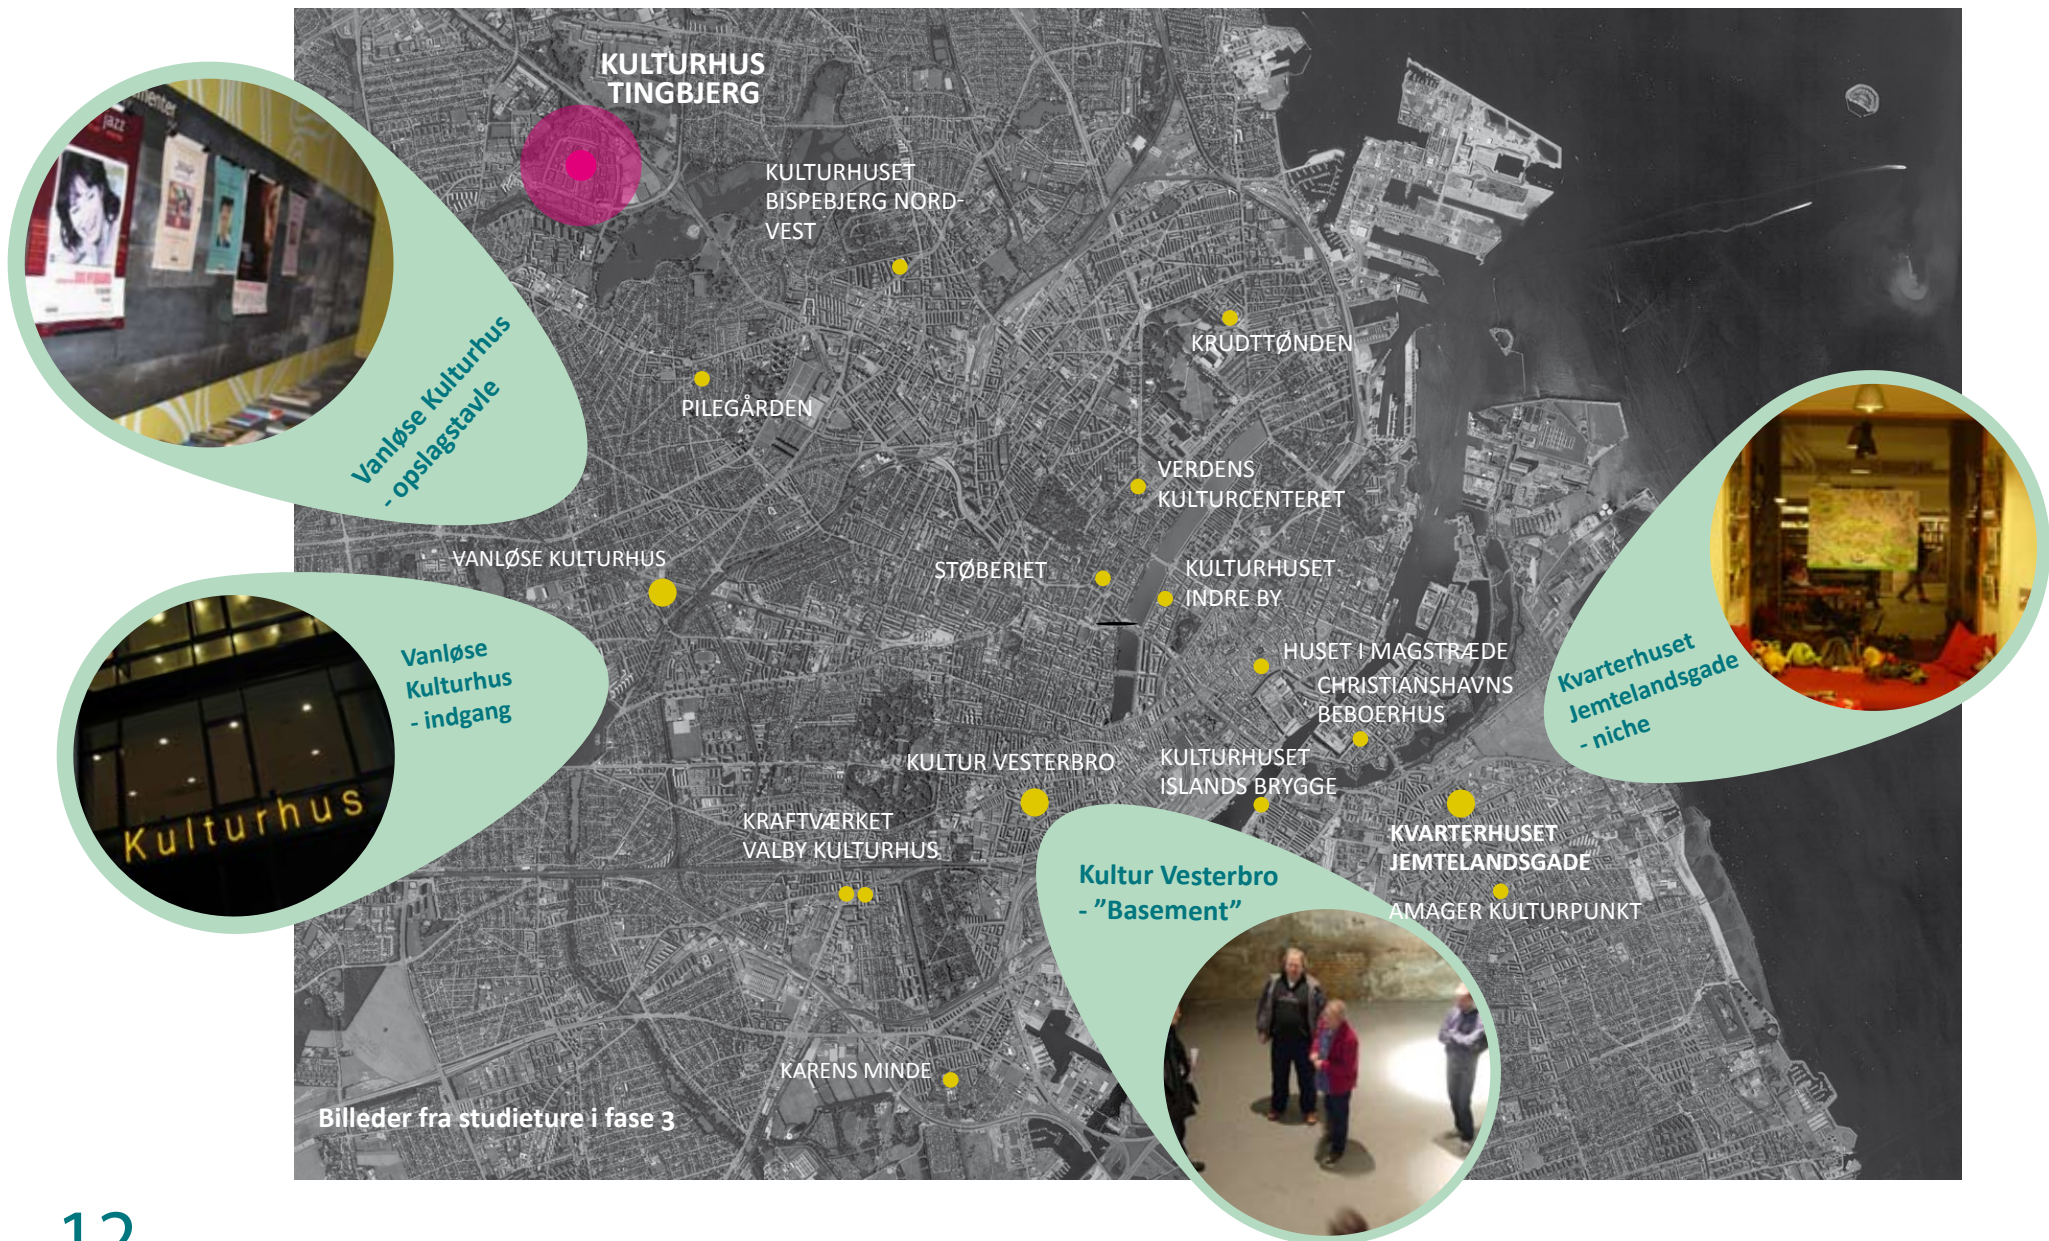 KULTURHUS
TINGBJERG
KULTURHUSET
BISPEBJERG NORD-
VEST
jazz
KRUDTTØNDEN
PILEGÅRDEN
Vanløse Kulturhus
- opslagstavle
VERDENS
KULTURCENTERET
VANLØSE KULTURHUS
STØBERIET
KULTURHUSET
INDRE BY
Vanløse
Kulturhus
- indgang
Kulturhus
HUSET I MAGSTRÆDE
CHRISTIANSHAVNS
BEBOERHUS
Kvarterhuset
Jemtelandsgade
- niche
KULTUR VESTERBRO
KULTURHUSET
ISLANDS BRYGGE
KRAFTVÆRKET
VALBY KULTURHUS
KVARTERHUSET
JEMTELANDSGADE
Kultur Vesterbro
- ”Basement”
AMAGER KULTURPUNKT
KARENS MINDE
Billeder fra studieture i fase 3
12